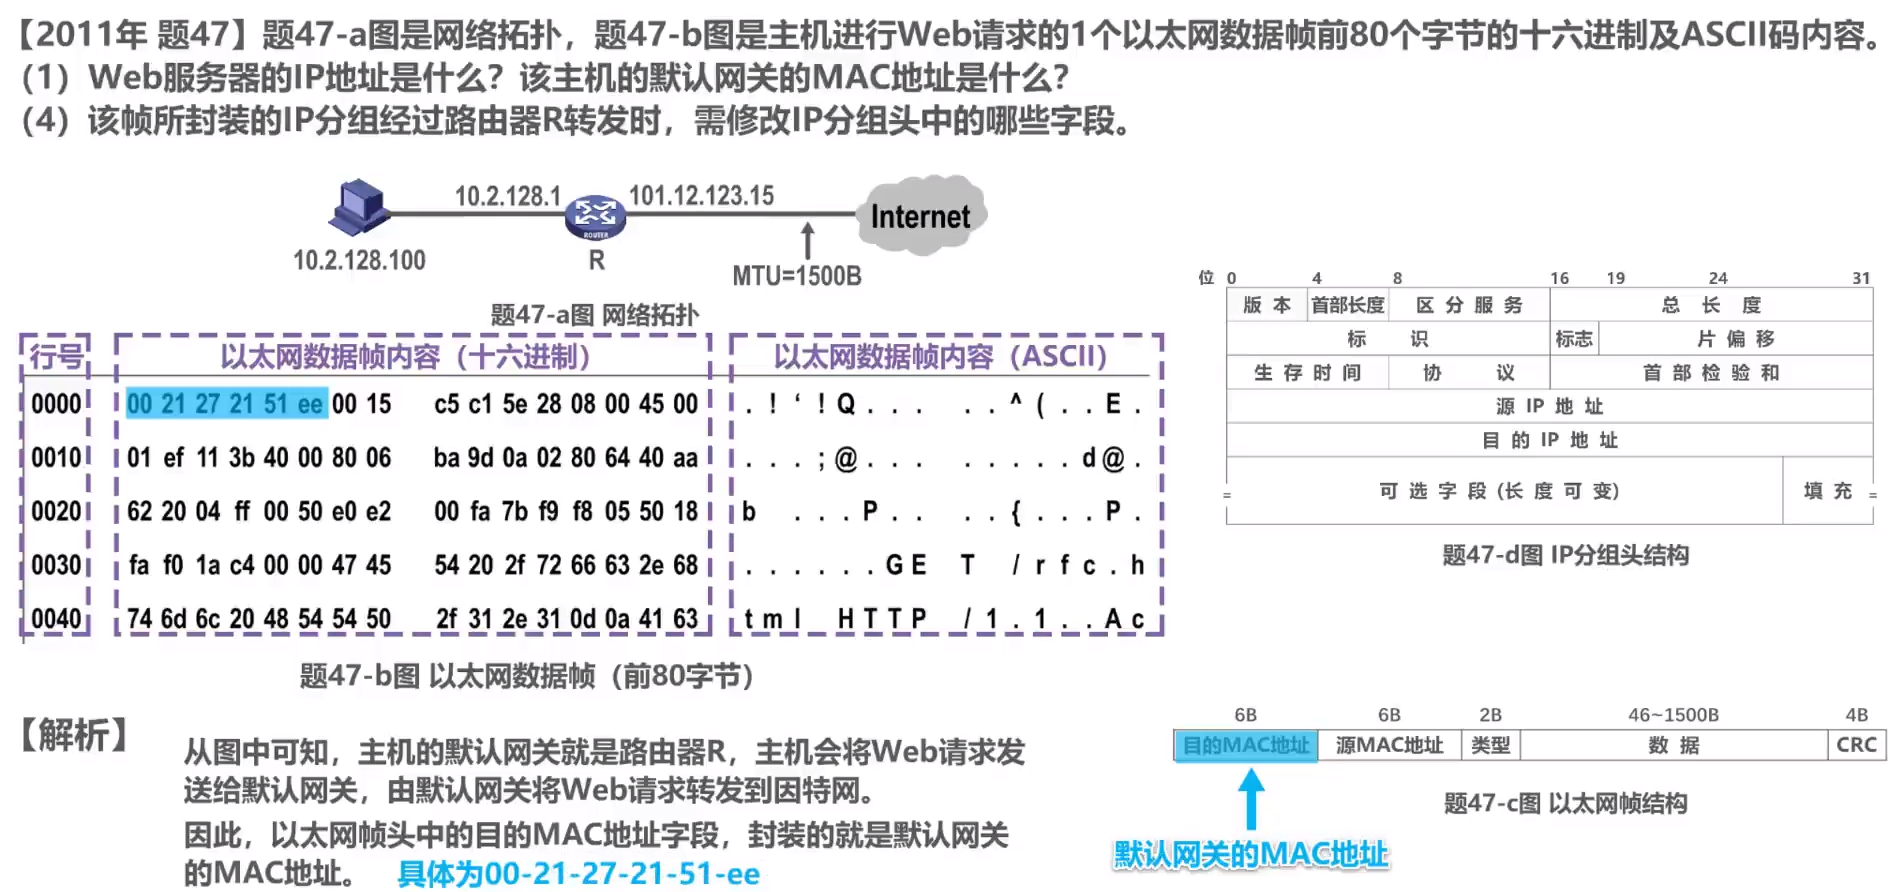 【2011年 题47】题47-a图是网络拓扑，题47-b图是主机进行Web请求的1个以太网数据帧前80个字节的十六进制及ASCII码内容。
（1）Web服务器的IP地址是什么？该主机的默认网关的MAC地址是什么？
（4）该帧所封装的IP分组经过路由器R转发时，需修改IP分组头中的哪些字段。
10.2.128.1 101.12.123.15
Internet
ROUTER
10.2.128.100 R MTU=1500B
题47-a图 网络拓扑
行号 以太网数据帧内容（十六进制） 以太网数据帧内容（ASCII）
0000 00 21 27 21 51 ee 00 15 c5 c1 5e 28 08 00 45 00 . ! ‘ ! Q . . . . . ^ ( . . E .
0010 01 ef 11 3b 40 00 80 06 ba 9d 0a 02 80 64 40 aa . . . ; @ . . . . . . . . d @ .
0020 62 20 04 ff 00 50 e0 e2 00 fa 7b f9 f8 05 50 18 b . . . P . . . . { . . . P .
0030 fa f0 1a c4 00 00 47 45 54 20 2f 72 66 63 2e 68 . . . . . . G E T / r f c . h
0040 74 6d 6c 20 48 54 54 50 2f 31 2e 31 0d 0a 41 63 t m l H T T P / 1 . 1 . . A c
题47-b图 以太网数据帧（前80字节）
位 0 4 8 16 19 24 31
版 本 首部长度 区 分 服 务 总 长 度
标 识 标志 片 偏 移
生 存 时 间 协 议 首 部 检 验 和
源 IP 地 址
目 的 IP 地 址
可 选 字 段 (长 度 可 变) 填 充
题47-d图 IP分组头结构
【解析】
从图中可知，主机的默认网关就是路由器R，主机会将Web请求发
送给默认网关，由默认网关将Web请求转发到因特网。
因此，以太网帧头中的目的MAC地址字段，封装的就是默认网关
的MAC地址。 具体为00-21-27-21-51-ee
6B 6B 2B 46~1500B 4B
目的MAC地址 源MAC地址 类型 数 据 CRC
题47-c图 以太网帧结构
默认网关的MAC地址